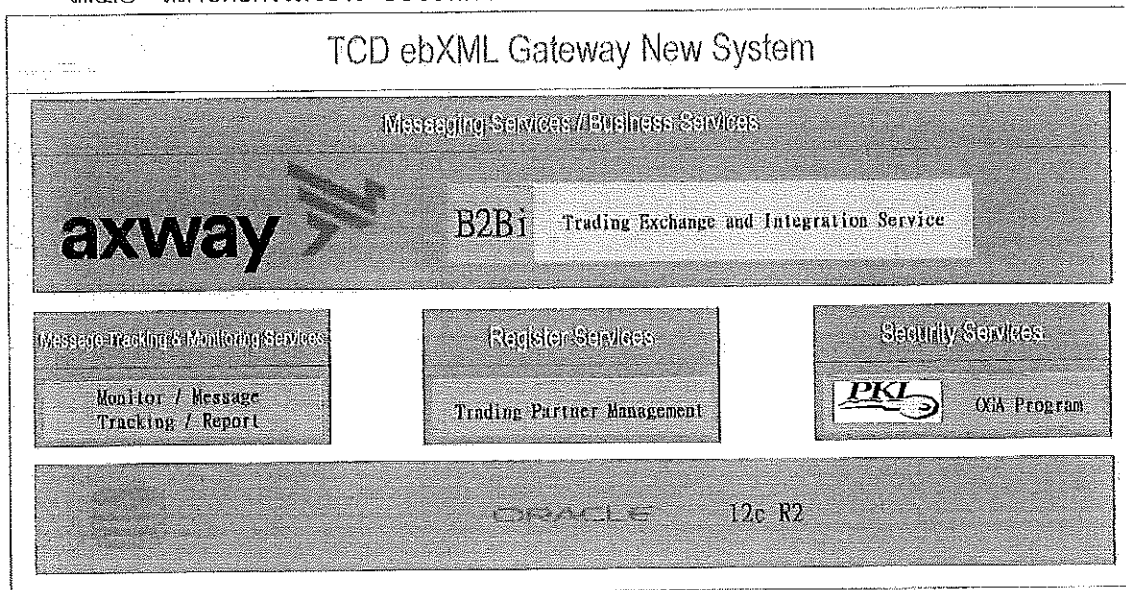 TCD ebXML Gateway New System
Messaging Services / Business Services
axway
B2Bi
Trading Exchange and Integration Service
Message Tracking & Monitoring Services
Monitor / Message
Tracking / Report
Register Services
Trading Partner Management
Security Services
PKI
Program
ORACLE
12c R2